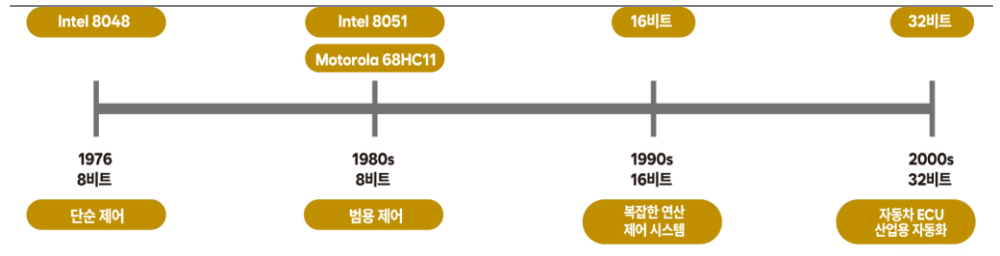 Intel 8048
Intel 8051
16비트
32비트
Motorola 68HC11
1976
8비트
1980s
8비트
1990s
16비트
2000s
32비트
단순 제어
범용 제어
복잡한 연산
제어 시스템
자동차 ECU
산업용 자동화